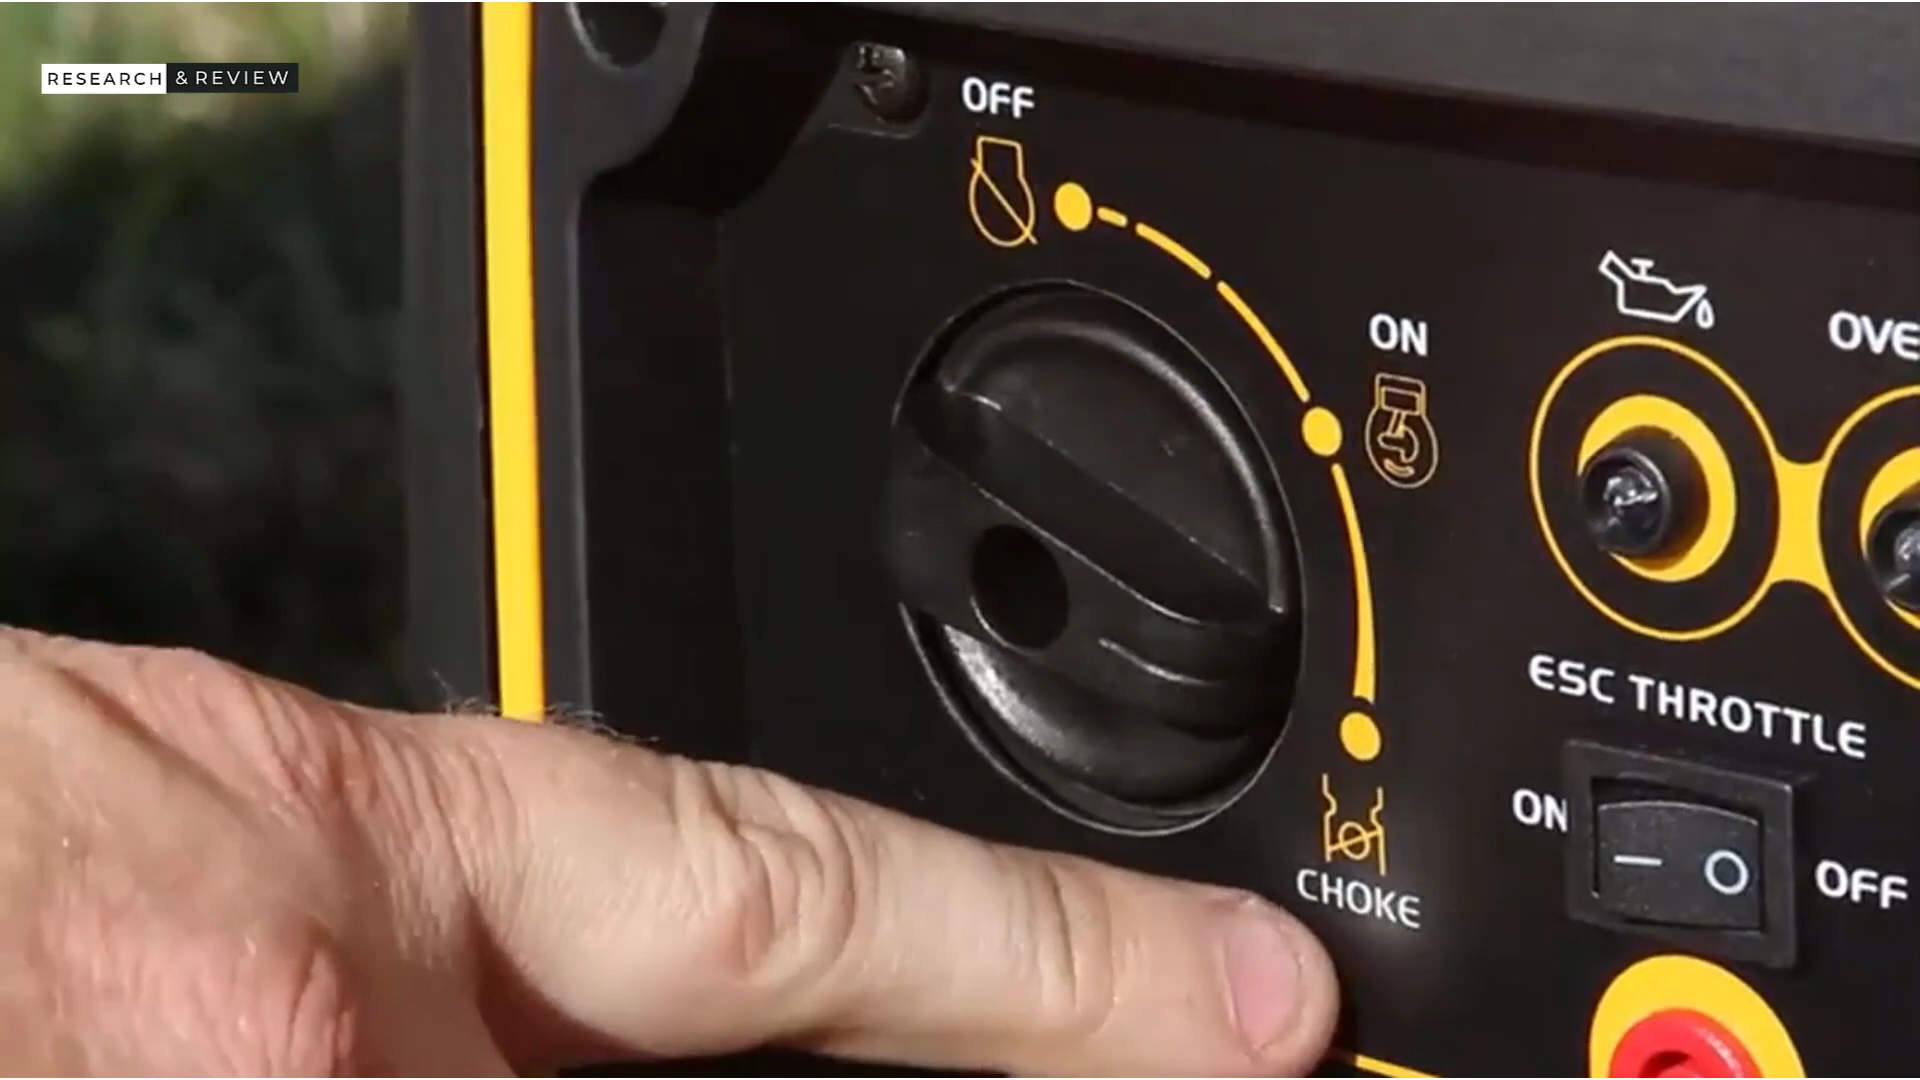 RESEARCH & REVIEW
OFF
ON
OVE
ESC THROTTLE
ON
OFF
CHOKE